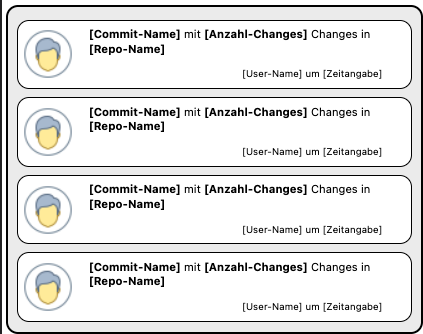 [Commit-Name] mit [Anzahl-Changes] Changes in
[Repo-Name]
[User-Name] um [Zeitangabe]
[Commit-Name] mit [Anzahl-Changes] Changes in
[Repo-Name]
[User-Name] um [Zeitangabe]
[Commit-Name] mit [Anzahl-Changes] Changes in
[Repo-Name]
[User-Name] um [Zeitangabe]
[Commit-Name] mit [Anzahl-Changes] Changes in
[Repo-Name]
[User-Name] um [Zeitangabe]